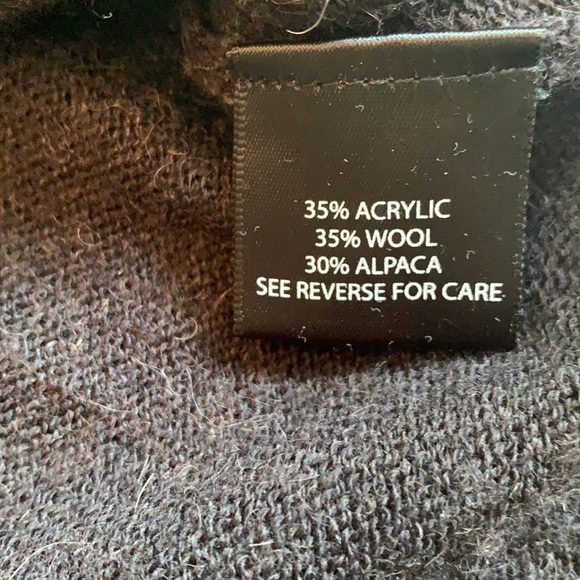 35% ACRYLIC
35% WOOL
30% ALPACA
SEE REVERSE FOR CARE